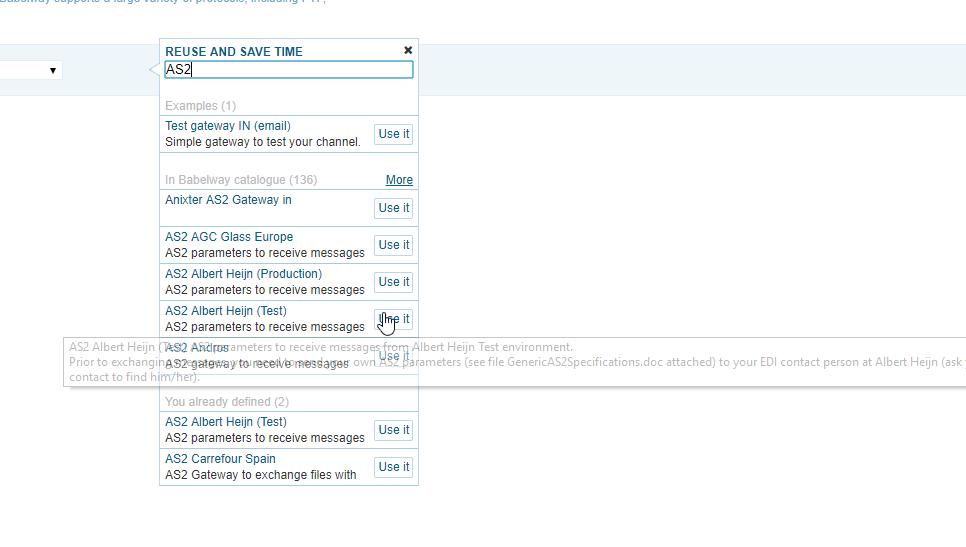 Babelway supports a large variety of protocols, including FTP,
REUSE AND SAVE TIME
AS2
Examples (1)
Test gateway IN (email)
Simple gateway to test your channel.
Use it
In Babelway catalogue (136)
More
Anixter AS2 Gateway in
Use it
AS2 AGC Glass Europe
AS2 parameters to receive messages
Use it
AS2 Albert Heijn (Production)
AS2 parameters to receive messages
Use it
AS2 Albert Heijn (Test)
AS2 parameters to receive messages
Use it
AS2 Andros
AS2 gateway to receive messages
Use it
AS2 Albert Heijn (Test) AS2 parameters to receive messages from Albert Heijn Test environment.
Prior to exchanging messages you need to send your own AS2 parameters (see file GenericAS2Specifications.doc attached) to your EDI contact person at Albert Heijn (ask
contact to find him/her).
You already defined (2)
AS2 Albert Heijn (Test)
AS2 parameters to receive messages
Use it
AS2 Carrefour Spain
AS2 Gateway to exchange files with
Use it